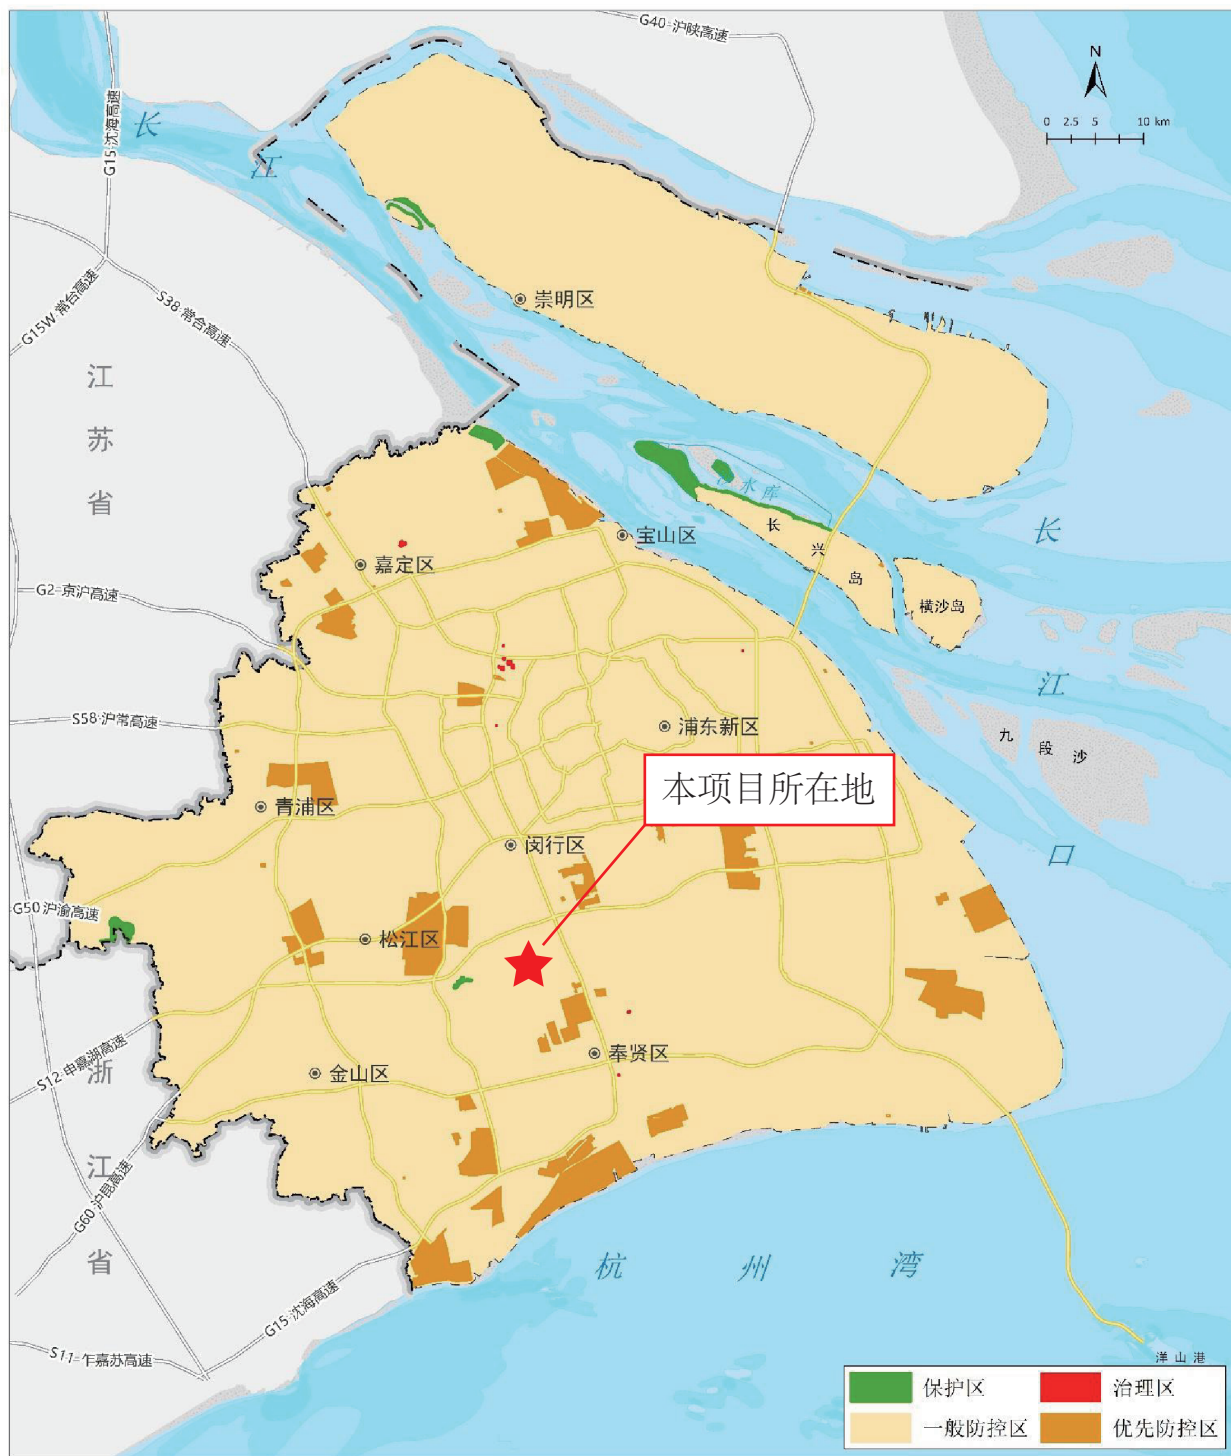 G40 沪陕高速
N
0 2.5 5 10 km
G15 沈海高速
长
江
G15W 常台高速
S38 常合高速
崇明区
江
苏
省
水库
长
兴
岛
横沙岛
长
江
口
宝山区
嘉定区
G2 京沪高速
S58 沪常高速
浦东新区
九
段
沙
本项目所在地
青浦区
闵行区
G50 沪渝高速
松江区
S12 申嘉湖高速
浙
江
省
奉贤区
金山区
G60 沪昆高速
杭
州
湾
G15 沈海高速
S11 乍嘉苏高速
洋山港
保护区
治理区
一般防控区
优先防控区